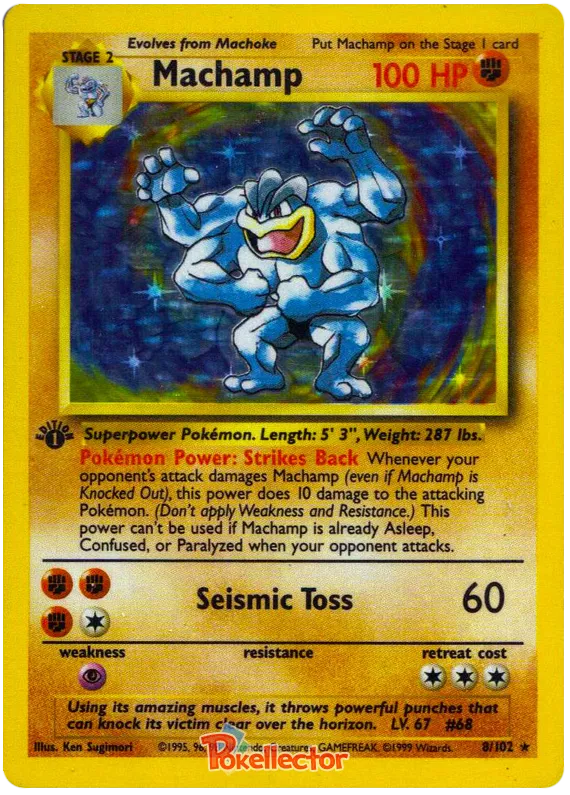 Evolves from Machoke Put Machamp on the Stage 1 card
STAGE 2
Machamp 100 HP
EDITION 1
Superpower Pokémon. Length: 5' 3", Weight: 287 lbs.
Pokémon Power: Strikes Back Whenever your
opponent's attack damages Machamp (even if Machamp is
Knocked Out), this power does 10 damage to the attacking
Pokémon. (Don't apply Weakness and Resistance.) This
power can't be used if Machamp is already Asleep,
Confused, or Paralyzed when your opponent attacks.
Seismic Toss 60
weakness resistance retreat cost
Using its amazing muscles, it throws powerful punches that
can knock its victim clear over the horizon. LV. 67 #68
Illus. Ken Sugimori ©1995, 96, Nintendo, Creatures, GAMEFREAK. ©1999 Wizards. 8/102 ★
Pokellector